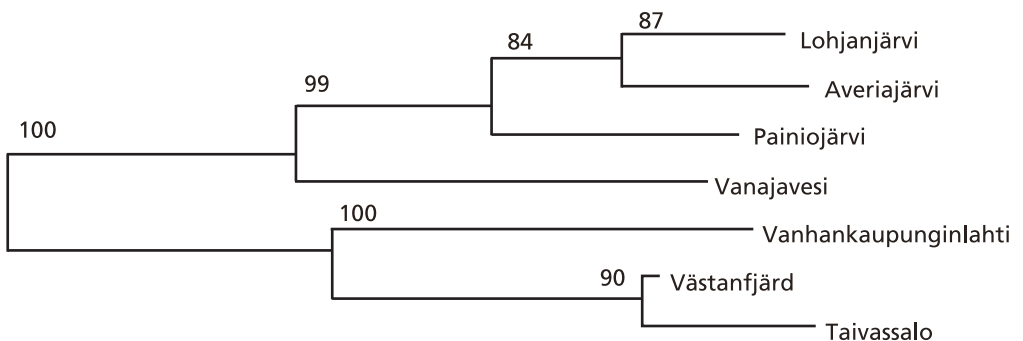 87
Lohjanjärvi
84
Averiajärvi
99
Painiojärvi
100
Vanajavesi
100
Vanhankaupunginlahti
90
Västanfjärd
Taivassalo